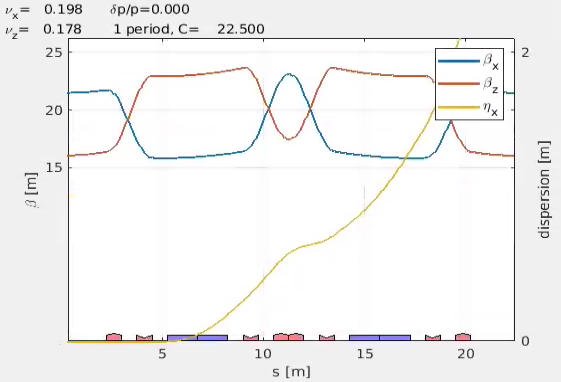 νx= 0.198 δp/p=0.000
νz= 0.178 1 period, C= 22.500
25
20
15
β [m]
5
10
15
20
s [m]
2
0
dispersion [m]
βx
βz
ηx